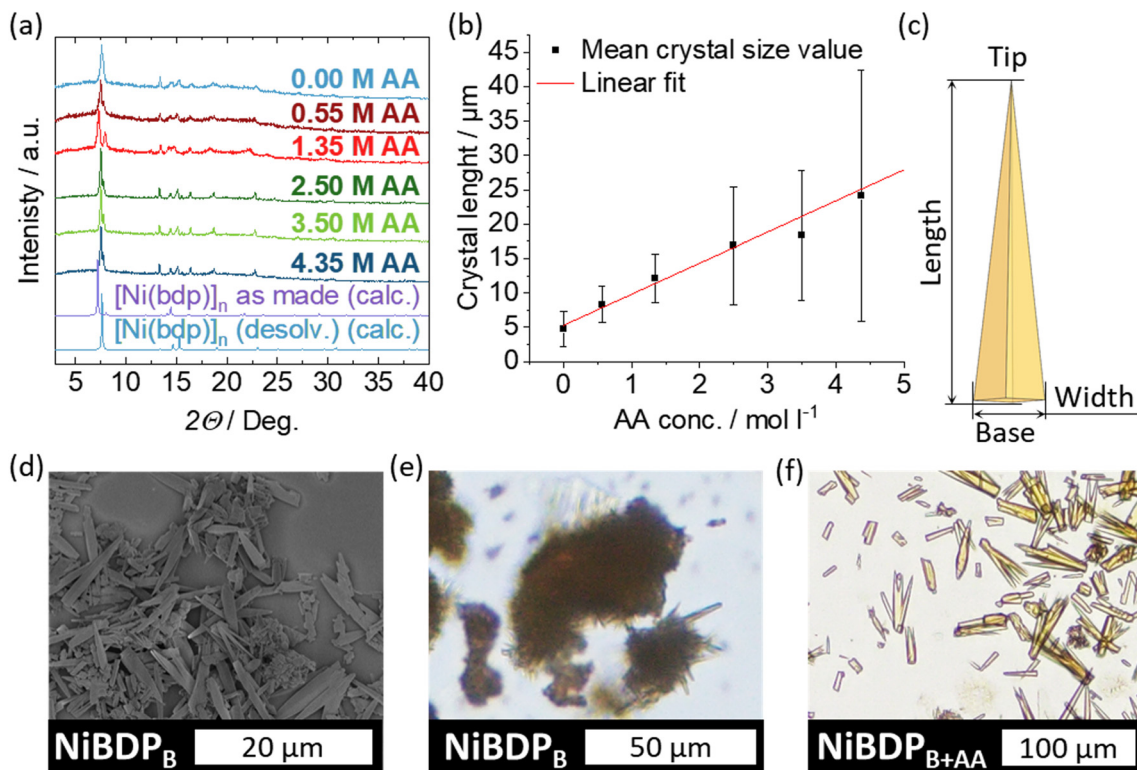 (a)
0.00 M AA
0.55 M AA
1.35 M AA
2.50 M AA
3.50 M AA
4.35 M AA
[Ni(bdp)]n as made (calc.)
[Ni(bdp)]n (desolv.) (calc.)
Intenisty / a.u.
5 10 15 20 25 30 35 40
2Θ / Deg.
(b)
Mean crystal size value
Linear fit
Crystal lenght / µm
45
40
35
30
25
20
15
10
5
0
0 1 2 3 4 5
AA conc. / mol l-1
(c)
Tip
Length
Width
Base
(d)
NiBDPB 20 µm
(e)
NiBDPB 50 µm
(f)
NiBDPB+AA 100 µm